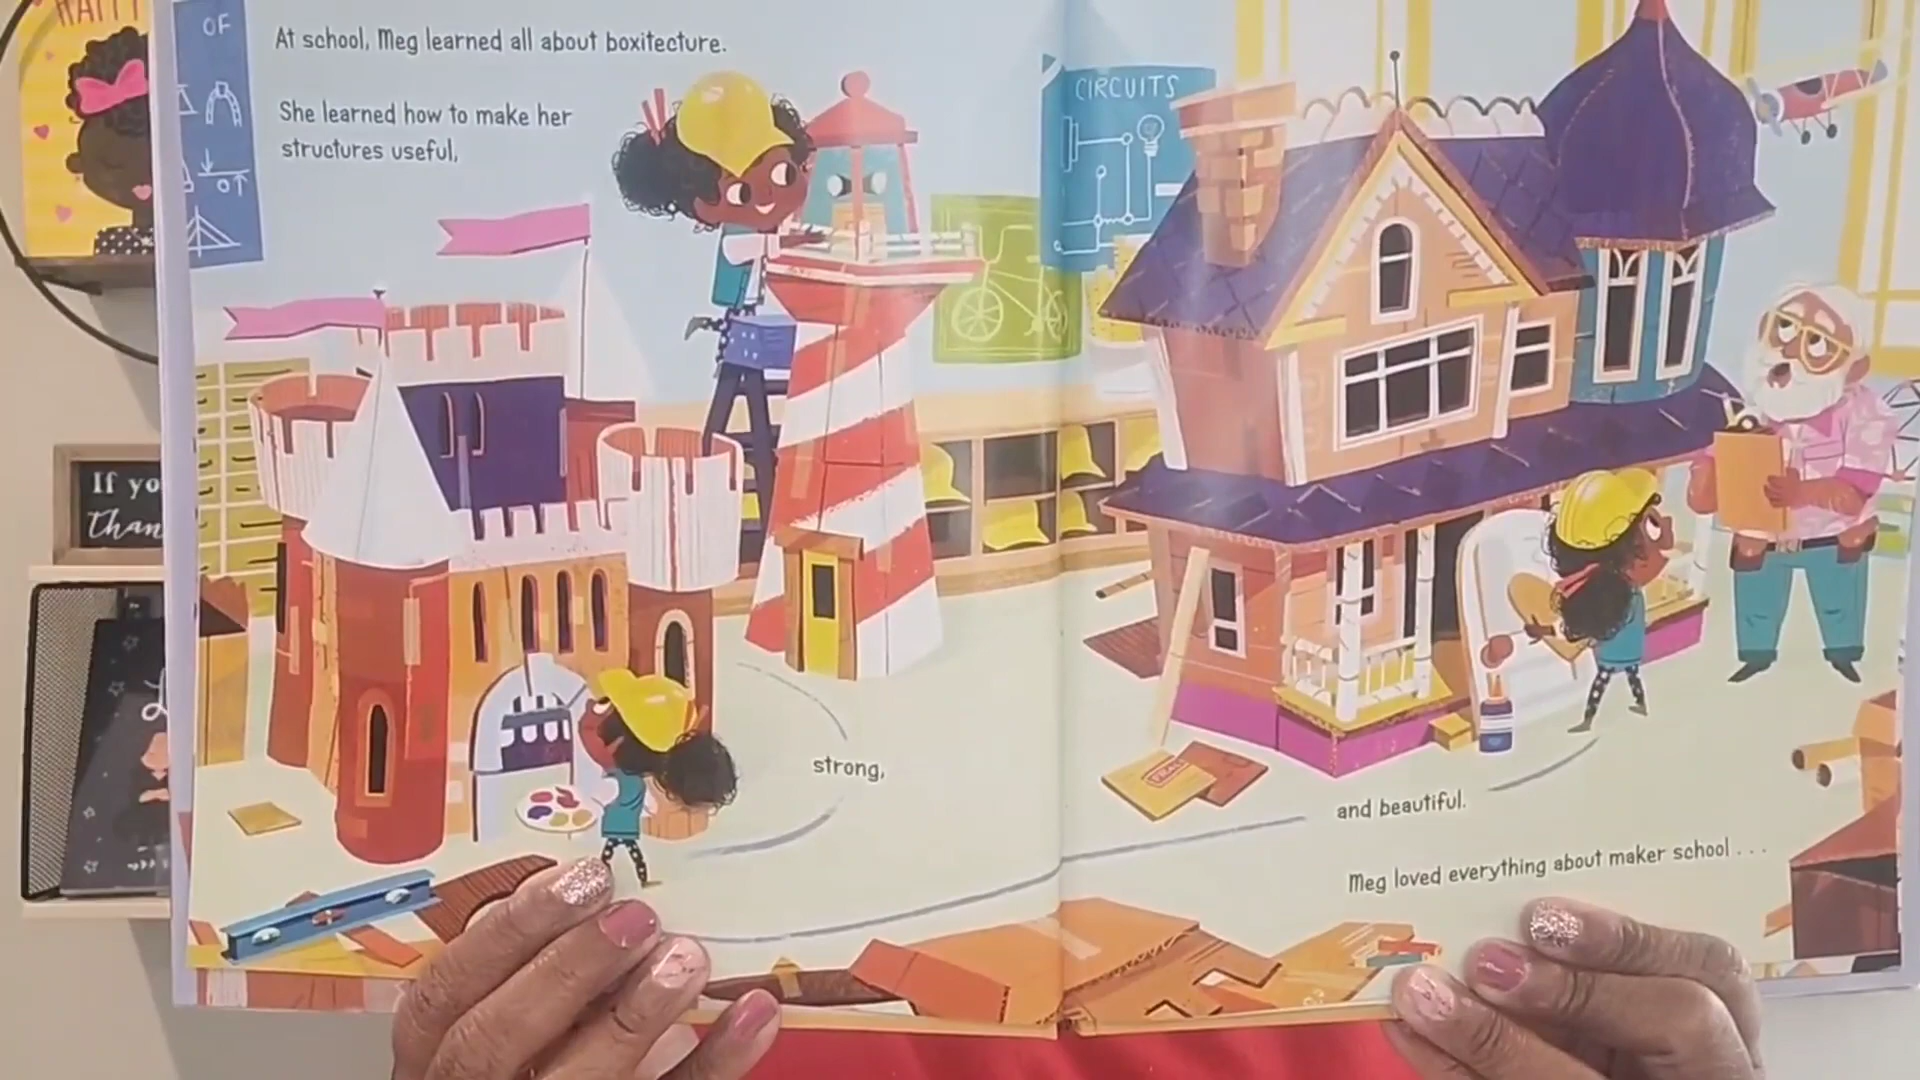 HAPPY
OF
At school, Meg learned all about boxitecture.
She learned how to make her
structures useful,
CIRCUITS
If yo
Than
strong,
and beautiful.
Meg loved everything about maker school . . .